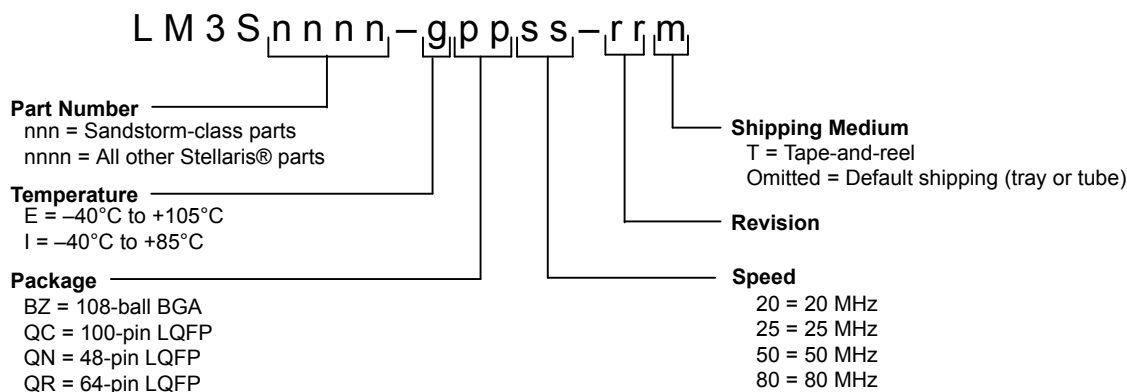 LM3Snnnn–gppss–rrm
Part Number
nnn = Sandstorm-class parts
nnnn = All other Stellaris® parts
Temperature
E = –40°C to +105°C
I = –40°C to +85°C
Package
BZ = 108-ball BGA
QC = 100-pin LQFP
QN = 48-pin LQFP
QR = 64-pin LQFP
Shipping Medium
T = Tape-and-reel
Omitted = Default shipping (tray or tube)
Revision
Speed
20 = 20 MHz
25 = 25 MHz
50 = 50 MHz
80 = 80 MHz